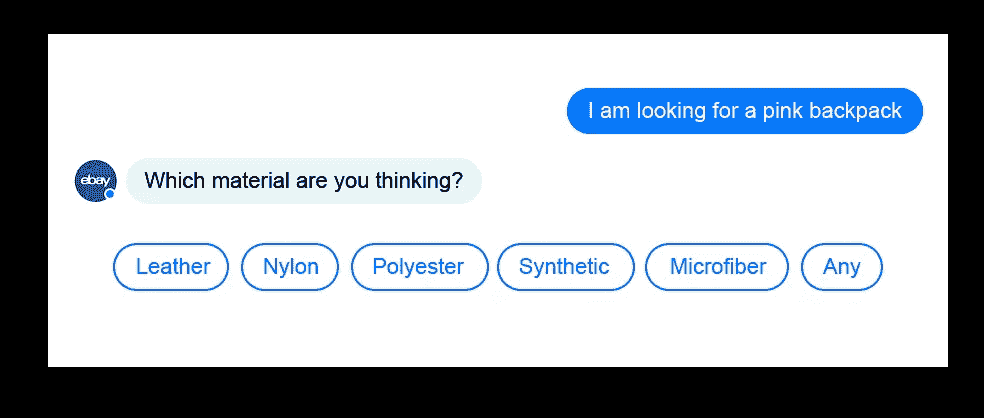 I am looking for a pink backpack
ebay
Which material are you thinking?
Leather Nylon Polyester Synthetic Microfiber Any